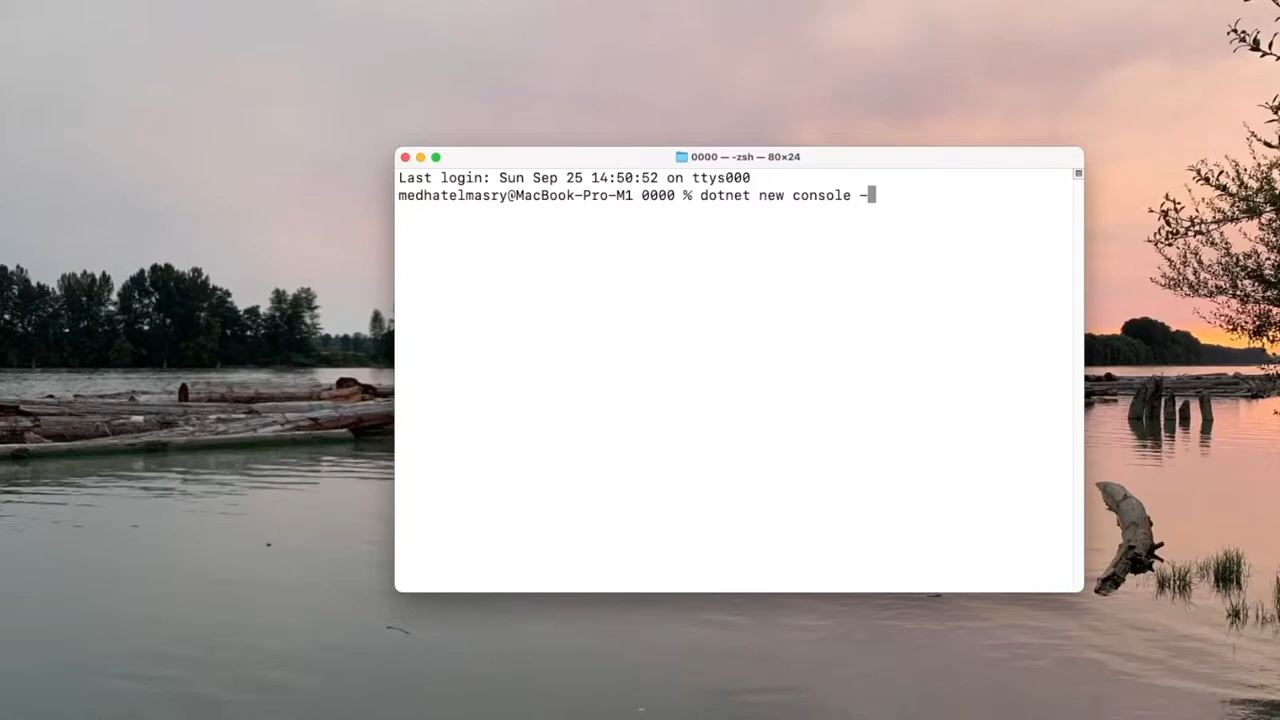 0000 — -zsh — 80×24
Last login: Sun Sep 25 14:50:52 on ttys000
medhatelmasry@MacBook-Pro-M1 0000 % dotnet new console -